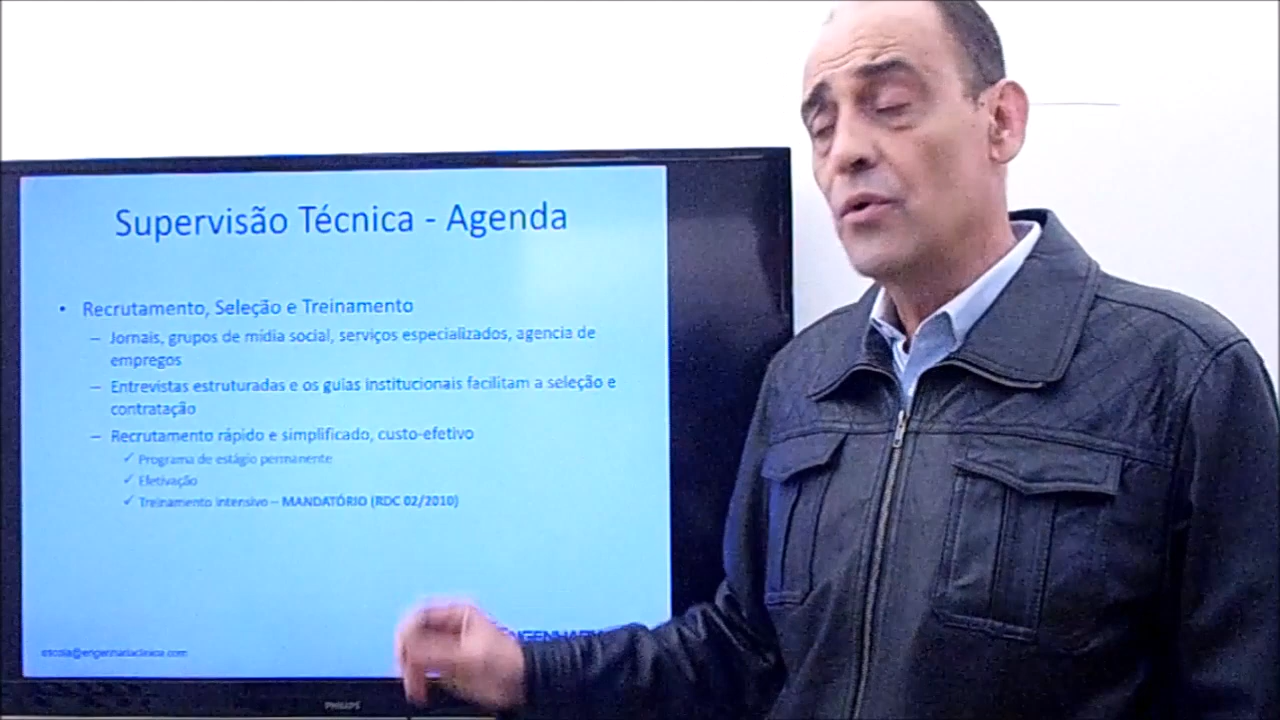 Supervisão Técnica - Agenda
• Recrutamento, Seleção e Treinamento
– Jornais, grupos de mídia social, serviços especializados, agencia de
empregos
– Entrevistas estruturadas e os guias institucionais facilitam a seleção e
contratação
– Recrutamento rápido e simplificado, custo-efetivo
✓ Programa de estágio permanente
✓ Efetivação
✓ Treinamento intensivo – MANDATÓRIO (RDC 02/2010)
escola@engenhariaclinica.com
PHILIPS